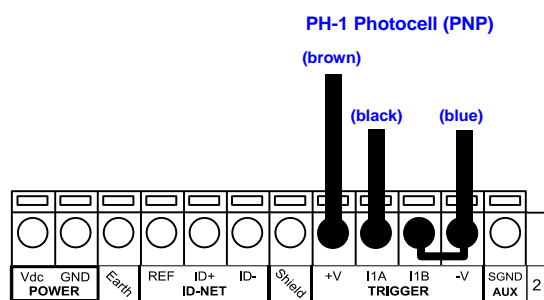 PH-1 Photocell (PNP)
(brown)
(black) (blue)
Vdc GND Earth REF ID+ ID- Shield +V I1A I1B -V SGND 2
POWER ID-NET TRIGGER AUX